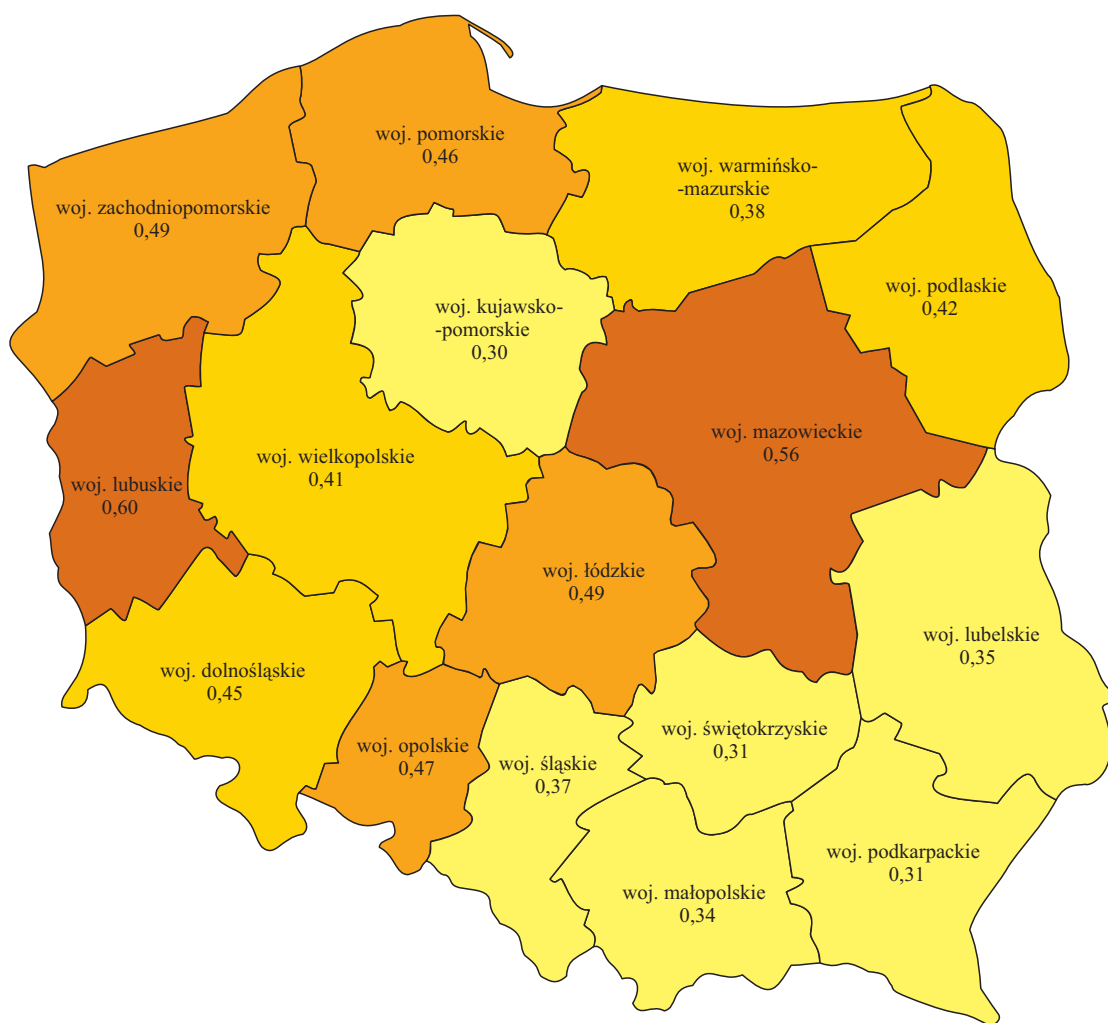 woj. pomorskie
0,46
woj. warmińsko-
-mazurskie
0,38
woj. zachodniopomorskie
0,49
woj. podlaskie
0,42
woj. kujawsko-
-pomorskie
0,30
woj. mazowieckie
0,56
woj. wielkopolskie
0,41
woj. lubuskie
0,60
woj. łódzkie
0,49
woj. lubelskie
0,35
woj. dolnośląskie
0,45
woj. świętokrzyskie
0,31
woj. opolskie
0,47
woj. śląskie
0,37
woj. podkarpackie
0,31
woj. małopolskie
0,34